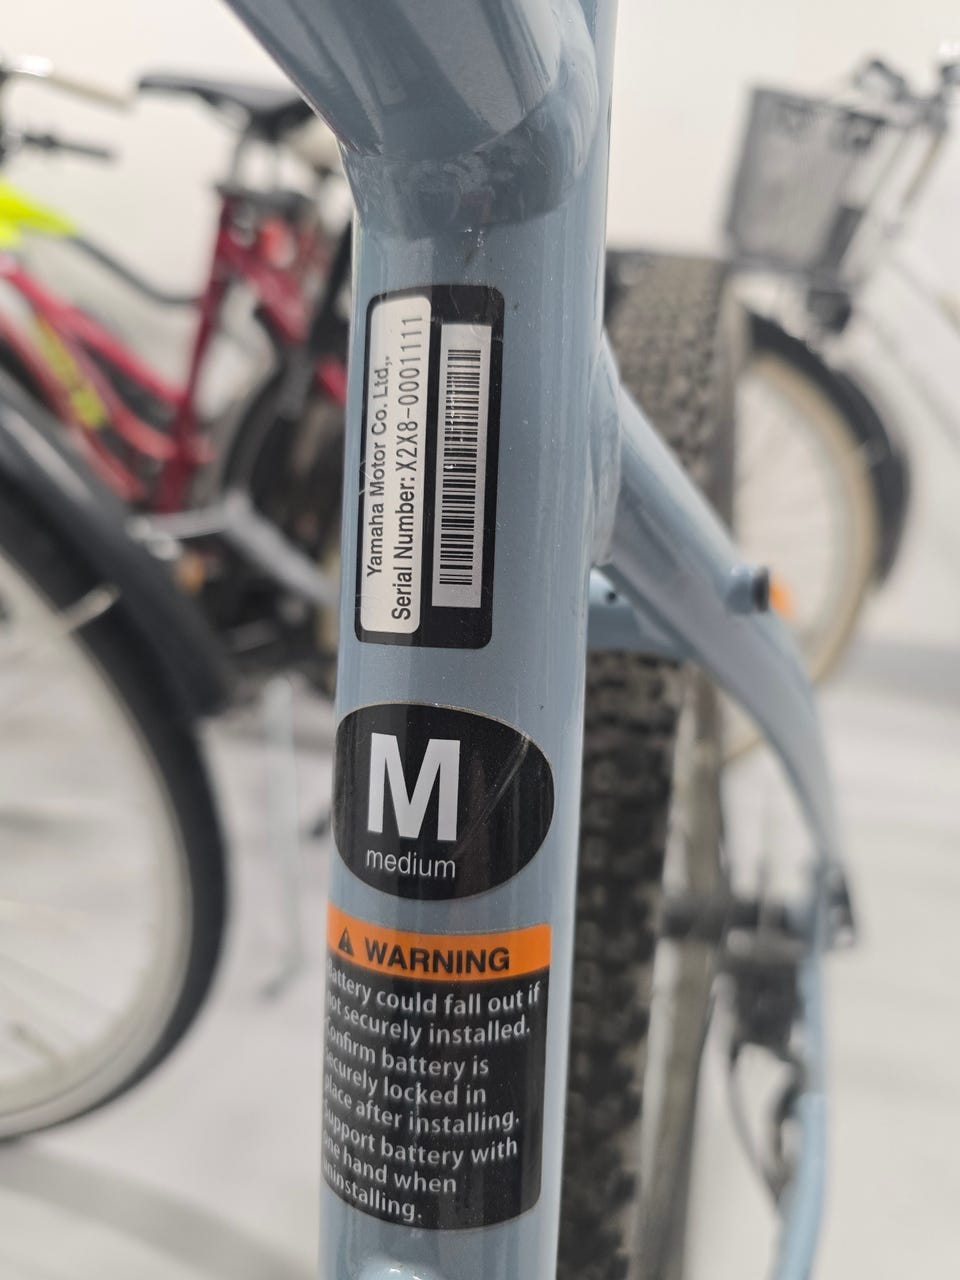 Yamaha Motor Co. Ltd,.
Serial Number: X2X8-0001111
M
medium
WARNING
Battery could fall out if
not securely installed.
Confirm battery is
securely locked in
place after installing.
Support battery with
one hand when
uninstalling.